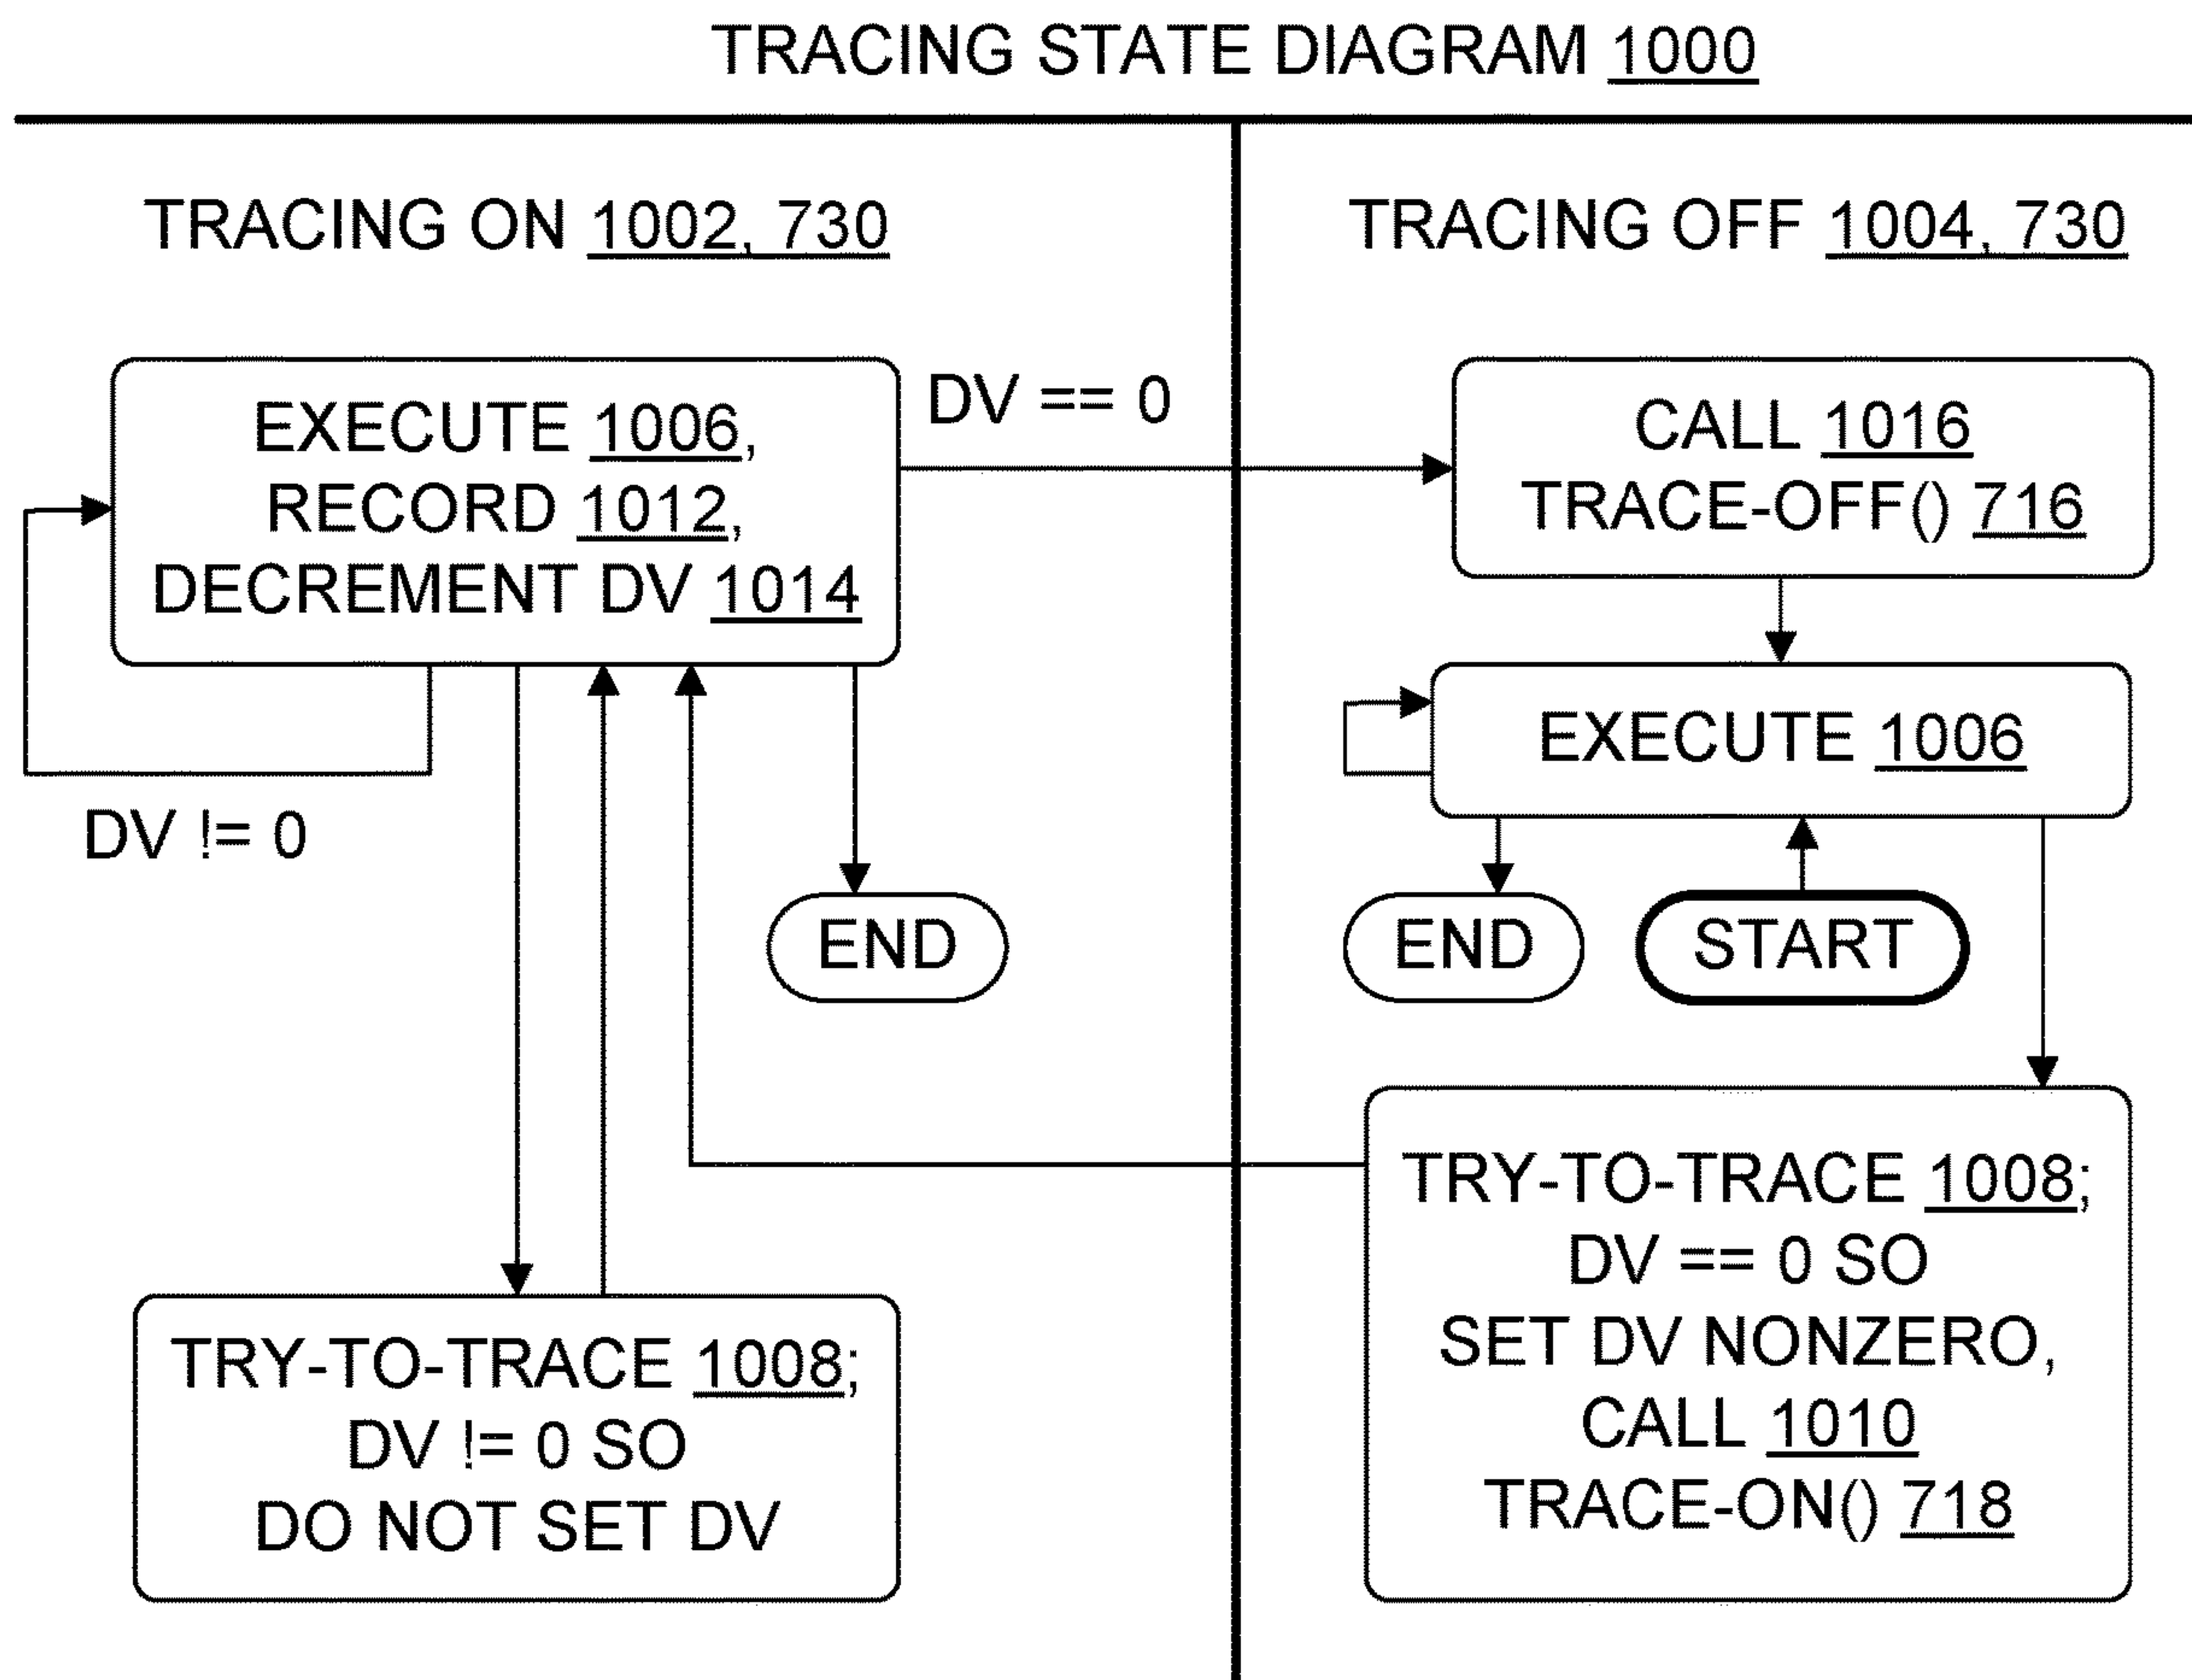 TRACING STATE DIAGRAM 1000
TRACING ON 1002, 730
EXECUTE 1006,
RECORD 1012,
DECREMENT DV 1014
DV == 0
DV != 0
END
TRY-TO-TRACE 1008;
DV != 0 SO
DO NOT SET DV
TRACING OFF 1004, 730
CALL 1016
TRACE-OFF() 716
EXECUTE 1006
END
START
TRY-TO-TRACE 1008;
DV == 0 SO
SET DV NONZERO,
CALL 1010
TRACE-ON() 718